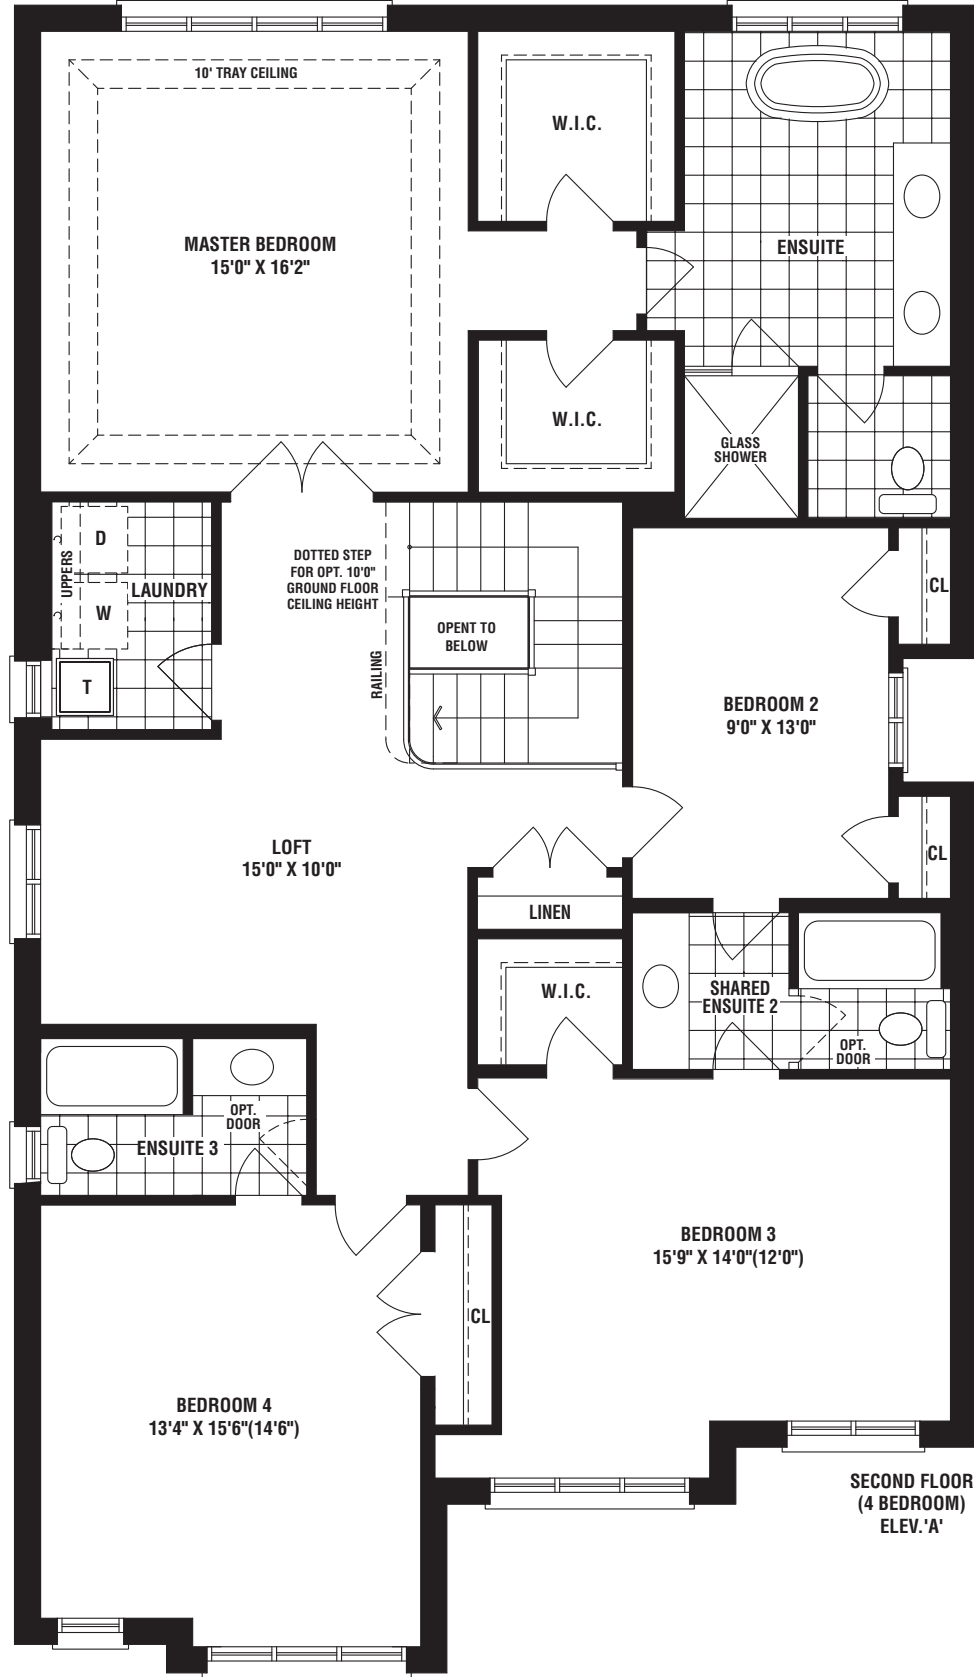 10' TRAY CEILING
W.I.C.
MASTER BEDROOM
15'0" X 16'2"
ENSUITE
W.I.C.
GLASS
SHOWER
D
UPPERS
LAUNDRY
W
T
DOTTED STEP
FOR OPT. 10'0"
GROUND FLOOR
CEILING HEIGHT
OPENT TO
BELOW
RAILING
CL
BEDROOM 2
9'0" X 13'0"
CL
LOFT
15'0" X 10'0"
LINEN
W.I.C.
SHARED
ENSUITE 2
OPT.
DOOR
OPT.
DOOR
ENSUITE 3
BEDROOM 3
15'9" X 14'0"(12'0")
CL
BEDROOM 4
13'4" X 15'6"(14'6")
SECOND FLOOR
(4 BEDROOM)
ELEV.'A'